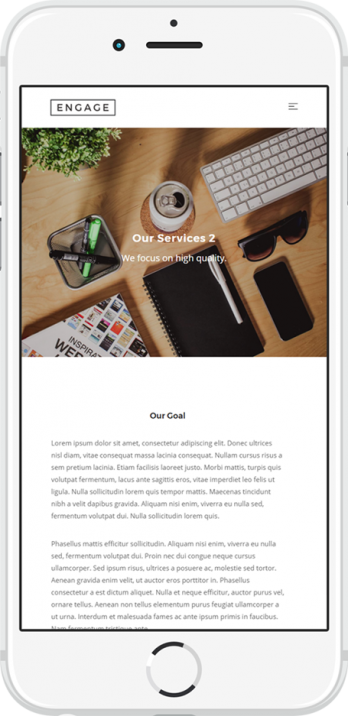 ENGAGE
Our Services 2
We focus on high quality.
INSPIRAT
WE
Our Goal
Lorem ipsum dolor sit amet, consectetur adipiscing elit. Donec ultrices
nisl diam, vitae consequat massa lacinia consequat. Nullam cursus risus a
sem pretium lacinia. Etiam facilisis laoreet justo. Morbi mattis, turpis quis
volutpat fermentum, lacus ante sagittis eros, vitae imperdiet leo felis ut
ligula. Nulla sollicitudin lorem quis tempor mattis. Maecenas tincidunt
nibh a velit dapibus gravida. Aliquam nisi enim, viverra eu nulla sed,
fermentum volutpat dui. Nulla sollicitudin lorem quis.
Phasellus mattis efficitur sollicitudin. Aliquam nisi enim, viverra eu nulla
sed, fermentum volutpat dui. Proin nec dui congue neque cursus
ullamcorper. Sed ipsum risus, ultrices a posuere ac, molestie sed tortor.
Aenean gravida enim velit, ut auctor eros porttitor in. Phasellus
consectetur a est dictum aliquet. Nulla et neque efficitur, auctor purus vel,
ornare tellus. Aenean non tellus elementum purus feugiat ullamcorper a
ut urna. Interdum et malesuada fames ac ante ipsum primis in faucibus.
Nam fermentum tristique ante